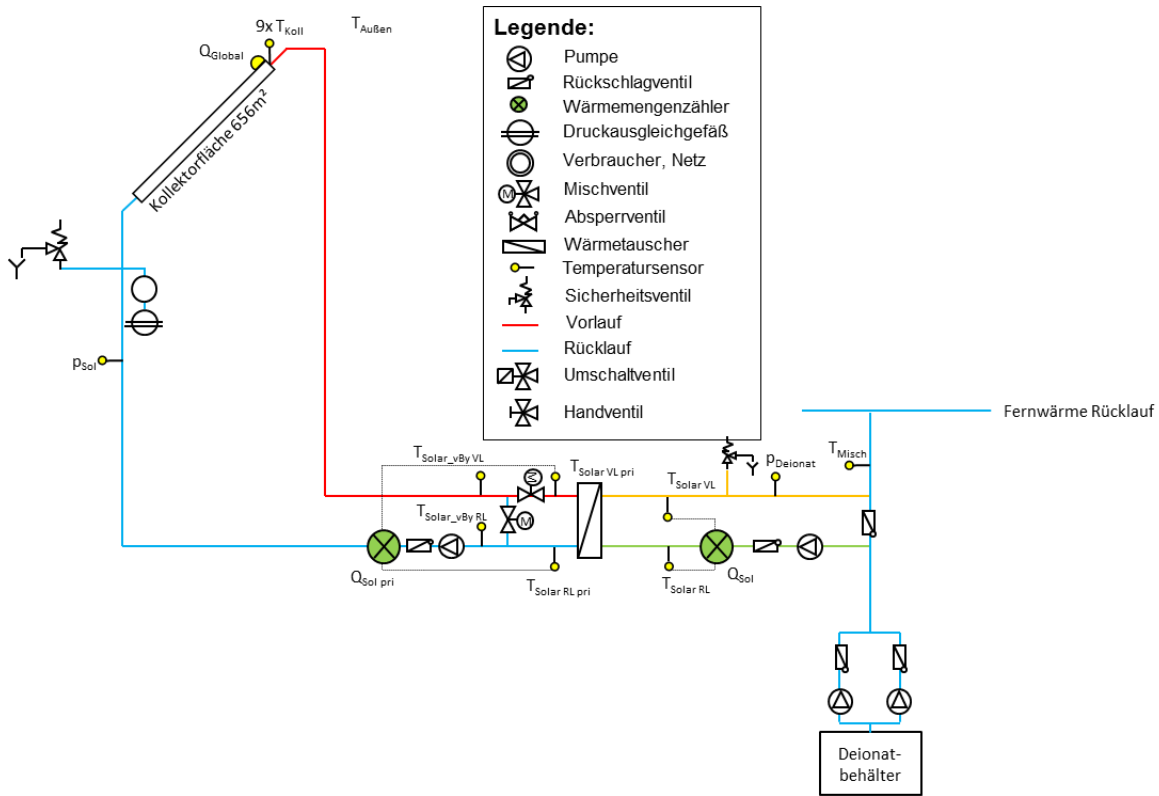 9x T_Koll
T_Außen
Q_Global
Kollektorfläche 656m²
p_Sol
Legende:
Pumpe
Rückschlagventil
Wärmemengenzähler
Druckausgleichgefäß
Verbraucher, Netz
M
Mischventil
Absperrventil
Wärmetauscher
Temperatursensor
Sicherheitsventil
Vorlauf
Rücklauf
Umschaltventil
Handventil
Fernwärme Rücklauf
T_Misch
T_Solar_vBy VL
M
T_Solar VL pri
T_Solar VL
p_Deionat
T_Solar_vBy RL
M
Q_Sol pri
T_Solar RL pri
T_Solar RL
Q_Sol
Deionat-
behälter